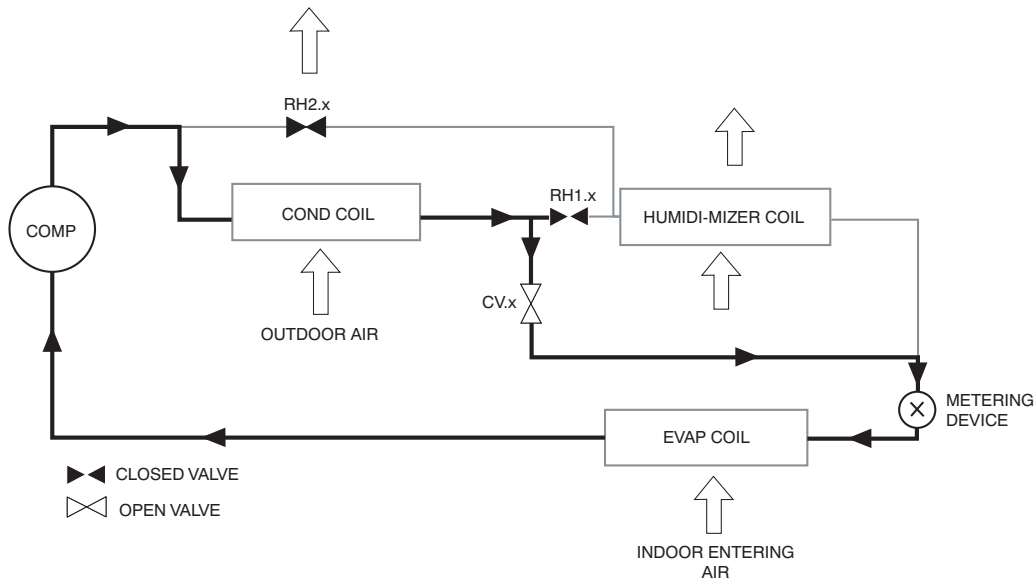 RH2.x
COMP
COND COIL
RH1.x
HUMIDI-MIZER COIL
CV.x
OUTDOOR AIR
METERING
DEVICE
EVAP COIL
CLOSED VALVE
OPEN VALVE
INDOOR ENTERING
AIR